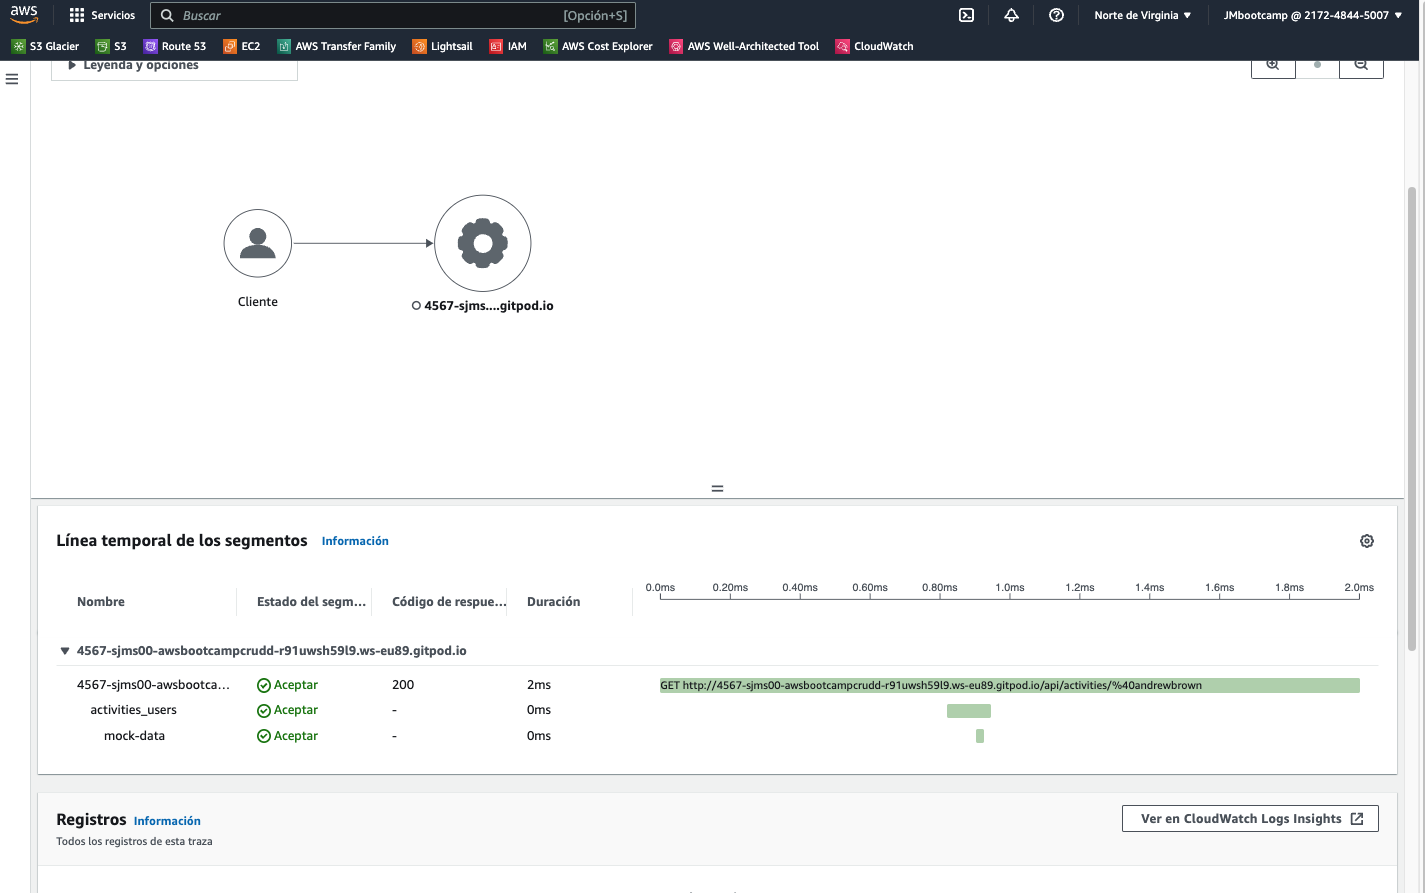 aws Servicios Buscar [Opción+S] Norte de Virginia JMbootcamp @ 2172-4844-5007
S3 Glacier S3 Route 53 EC2 AWS Transfer Family Lightsail IAM AWS Cost Explorer AWS Well-Architected Tool CloudWatch
Leyenda y opciones
Cliente
4567-sjms....gitpod.io
Línea temporal de los segmentos Información
0.0ms 0.20ms 0.40ms 0.60ms 0.80ms 1.0ms 1.2ms 1.4ms 1.6ms 1.8ms 2.0ms
Nombre Estado del segm... Código de respue... Duración
4567-sjms00-awsbootcampcrudd-r91uwsh59l9.ws-eu89.gitpod.io
4567-sjms00-awsbootca... Aceptar 200 2ms GET http://4567-sjms00-awsbootcampcrudd-r91uwsh59l9.ws-eu89.gitpod.io/api/activities/%40andrewbrown
activities_users Aceptar - 0ms
mock-data Aceptar - 0ms
Registros Información
Ver en CloudWatch Logs Insights
Todos los registros de esta traza